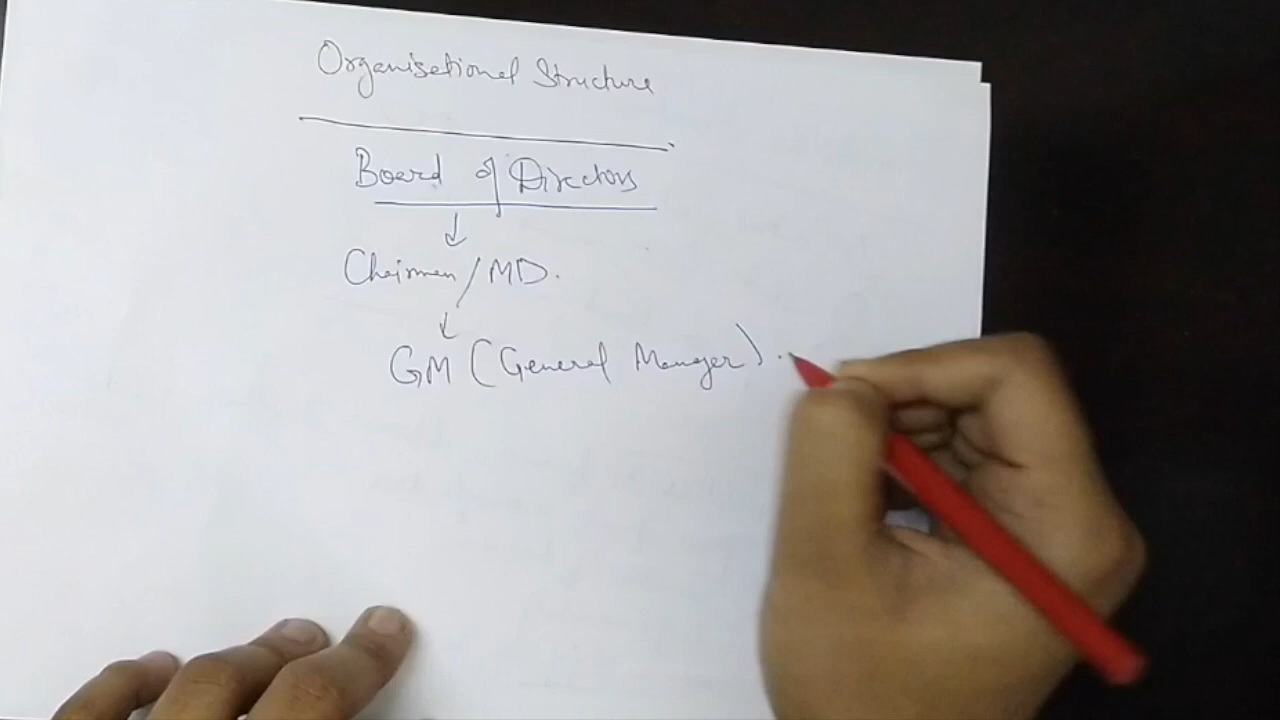 Organisational Structure
Board of Directors
↓
Chairman/MD.
↓
GM (General Manager).